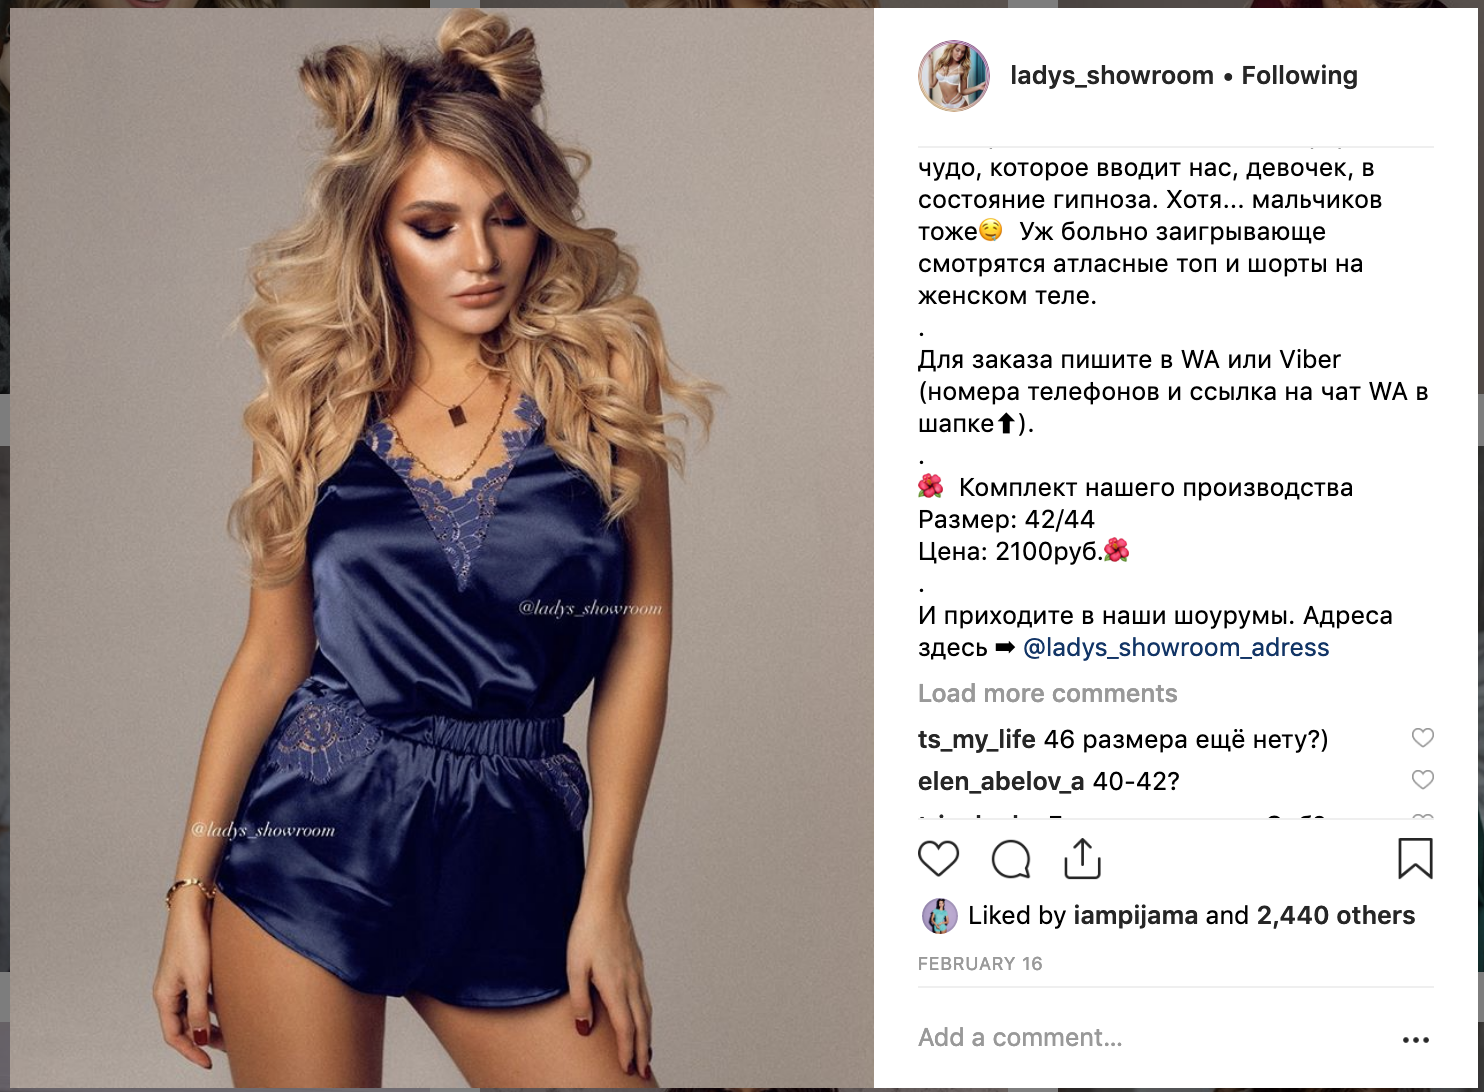 ladys_showroom • Following
чудо, которое вводит нас, девочек, в
состояние гипноза. Хотя... мальчиков
тоже🤤 Уж больно заигрывающе
смотрятся атласные топ и шорты на
женском теле.
.
Для заказа пишите в WA или Viber
(номера телефонов и ссылка на чат WA в
шапке⬆).
.
🌺 Комплект нашего производства
Размер: 42/44
Цена: 2100руб.🌺
.
И приходите в наши шоурумы. Адреса
здесь ➡ @ladys_showroom_adress
Load more comments
ts_my_life 46 размера ещё нету?)
elen_abelov_a 40-42?
Liked by iampijama and 2,440 others
FEBRUARY 16
Add a comment...
@ladys_showroom
@ladys_showroom